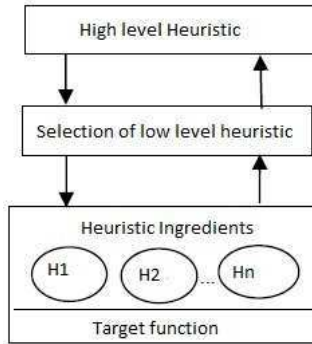 High level Heuristic
Selection of low level heuristic
Heuristic Ingredients
H1 H2 ... Hn
Target function